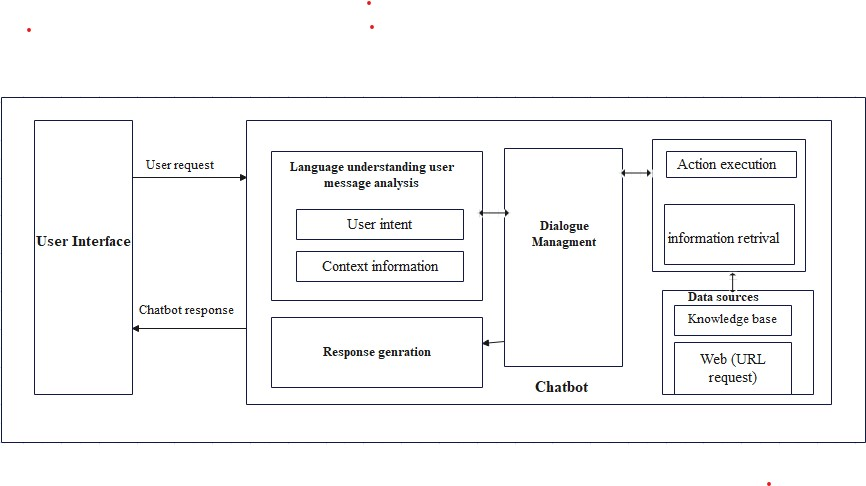 User Interface
User request
Chatbot response
Language understanding user
message analysis
User intent
Context information
Response genration
Dialogue
Managment
Action execution
information retrival
Data sources
Knowledge base
Web (URL
request)
Chatbot